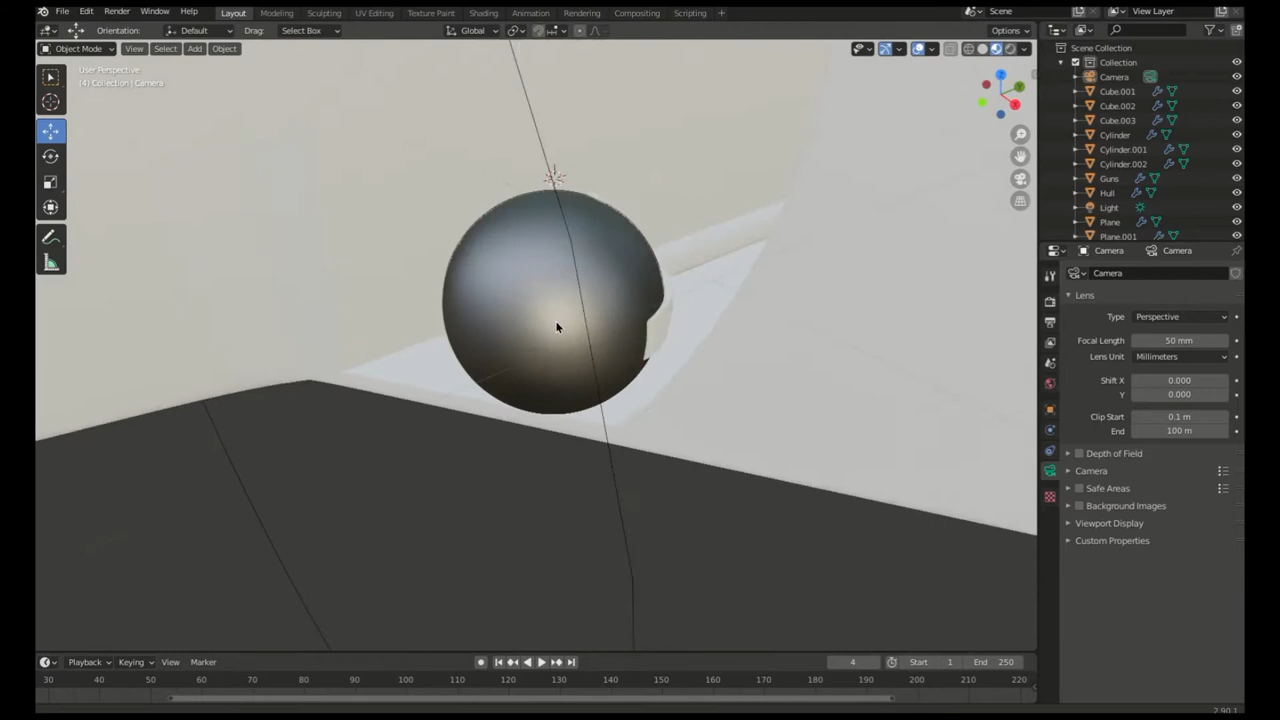 File Edit Render Window Help Layout Modeling Sculpting UV Editing Texture Paint Shading Animation Rendering Compositing Scripting + Scene View Layer
Orientation: Default Drag: Select Box Global Options
Object Mode View Select Add Object
User Perspective
(4) Collection | Camera
Z
Y
X
Scene Collection
Collection
Camera
Cube.001
Cube.002
Cube.003
Cylinder
Cylinder.001
Cylinder.002
Guns
Hull
Light
Plane
Plane.001
Camera Camera
Camera
Lens
Type Perspective
Focal Length 50 mm
Lens Unit Millimeters
Shift X 0.000
Y 0.000
Clip Start 0.1 m
End 100 m
Depth of Field
Camera
Safe Areas
Background Images
Viewport Display
Custom Properties
Playback Keying View Marker 4 Start 1 End 250
30 40 50 60 70 80 90 100 110 120 130 140 150 160 170 180 190 200 210 220
2.90.1